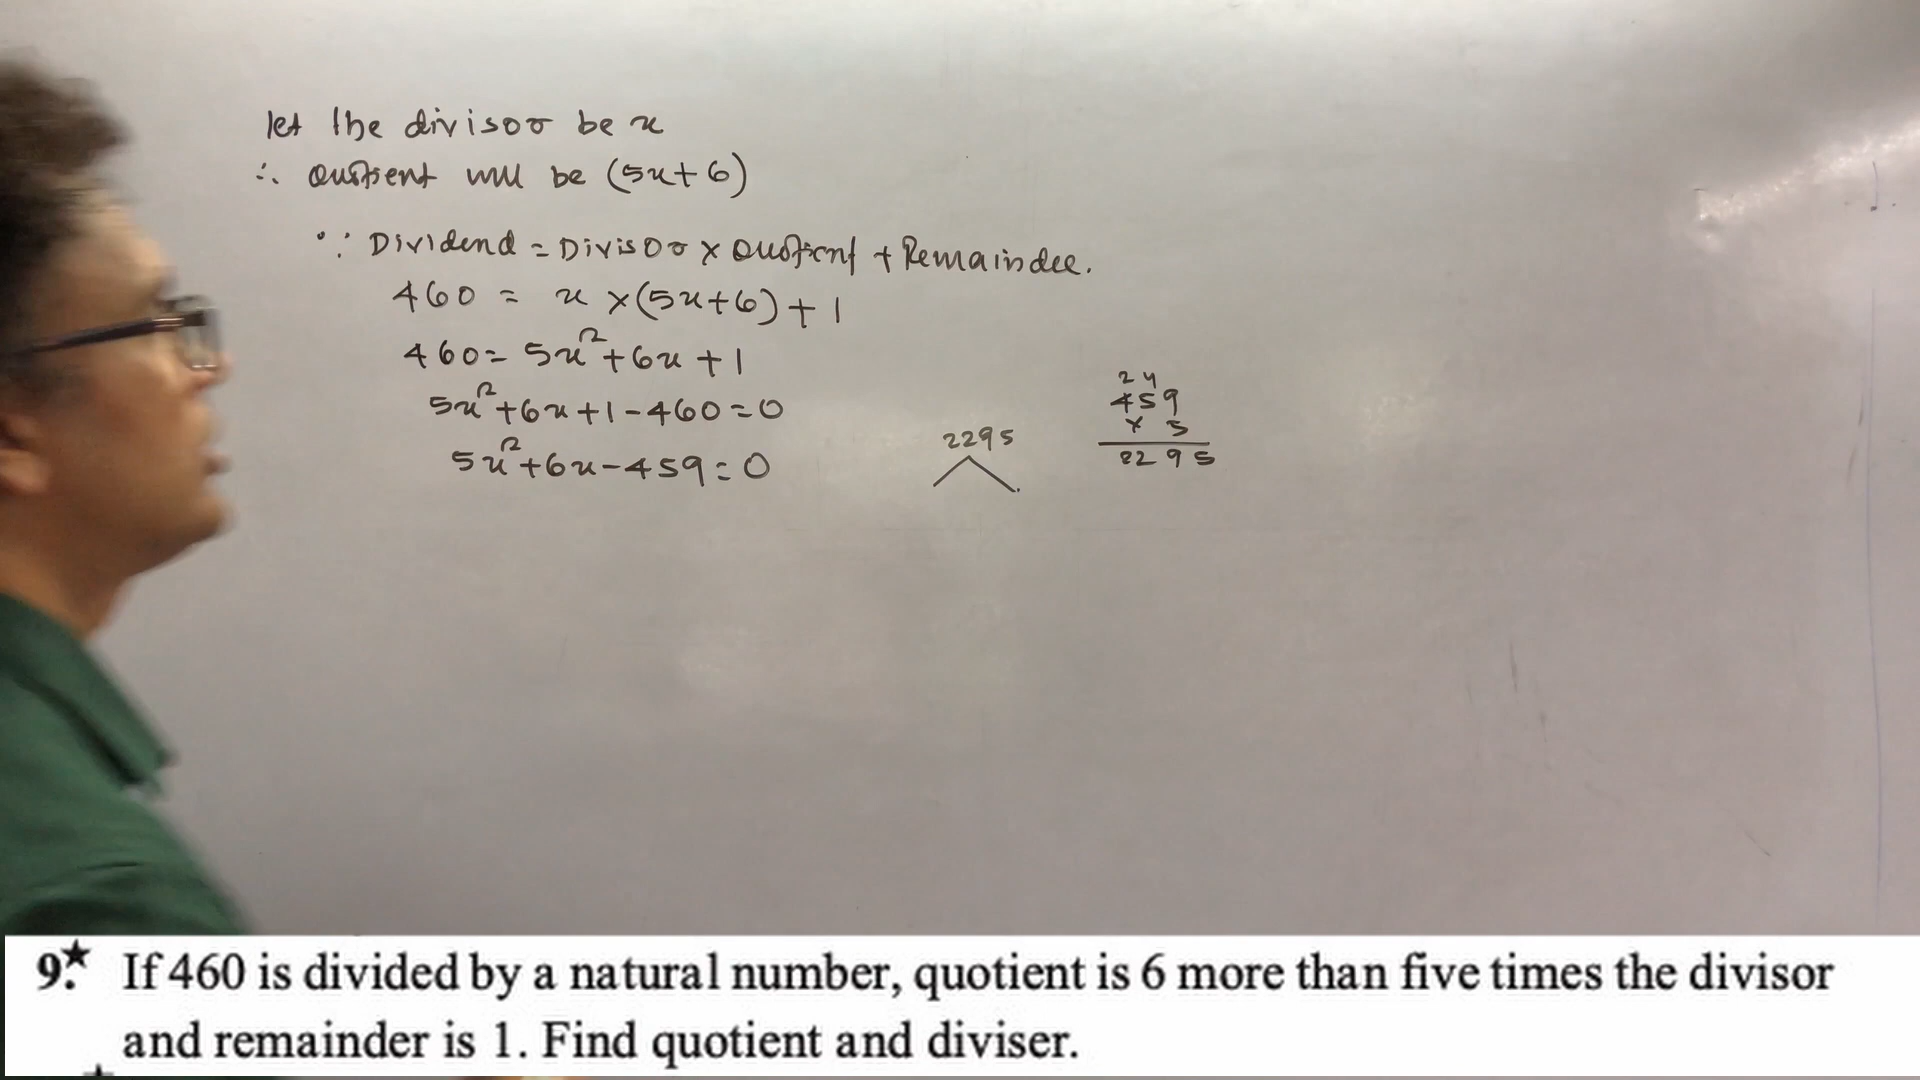 let the divisor be x
∴ Quotient will be (5x+6)
∵ Dividend = Divisor × Quotient + Remainder.
460 = x ×(5x+6)+1
460 = 5x²+6x+1
5x²+6x+1-460=0
5x²+6x-459=0
2295
24
459
× 5
2295
9.★ If 460 is divided by a natural number, quotient is 6 more than five times the divisor
and remainder is 1. Find quotient and diviser.